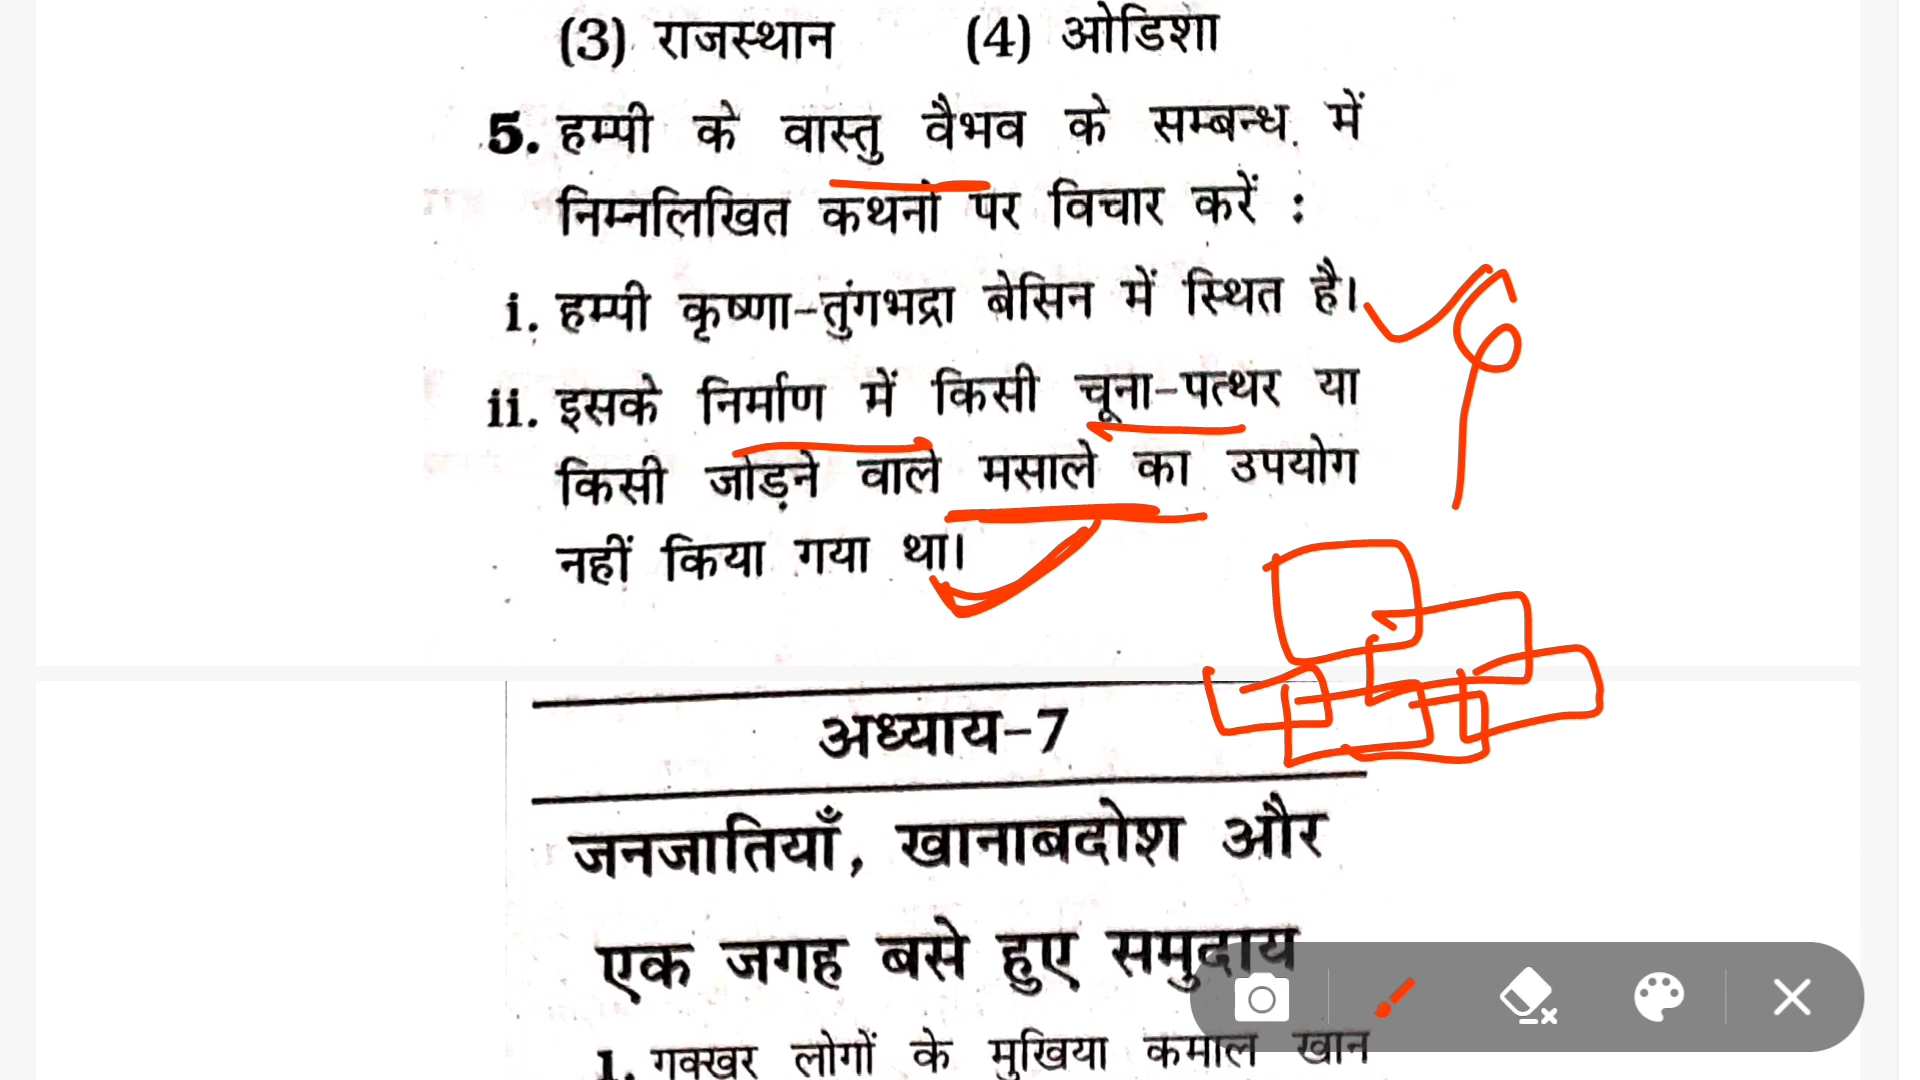 (3) राजस्थान (4) ओडिशा
5. हम्पी के वास्तु वैभव के सम्बन्ध में
निम्नलिखित कथनों पर विचार करें :
i. हम्पी कृष्णा-तुंगभद्रा बेसिन में स्थित है।
ii. इसके निर्माण में किसी चूना-पत्थर या
किसी जोड़ने वाले मसाले का उपयोग
नहीं किया गया था।
अध्याय-7
जनजातियाँ, खानाबदोश और
एक जगह बसे हुए समुदाय
1. गक्खर लोगों के मुखिया कमाल खान